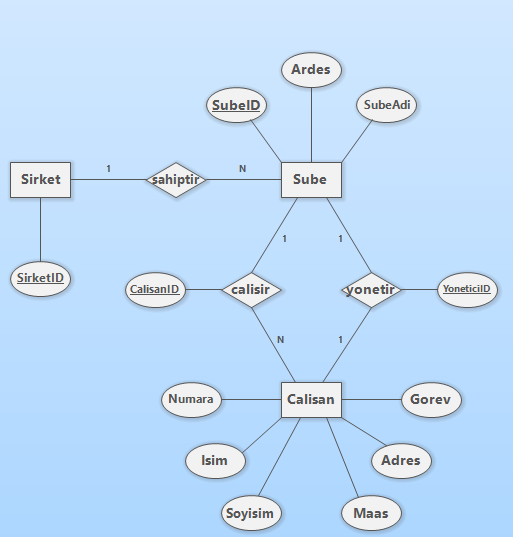 Ardes
SubeID
SubeAdi
1
N
Sirket
sahiptir
Sube
1
1
SirketID
CalisanID
calisir
yonetir
YoneticiID
N
1
Numara
Calisan
Gorev
Isim
Adres
Soyisim
Maas